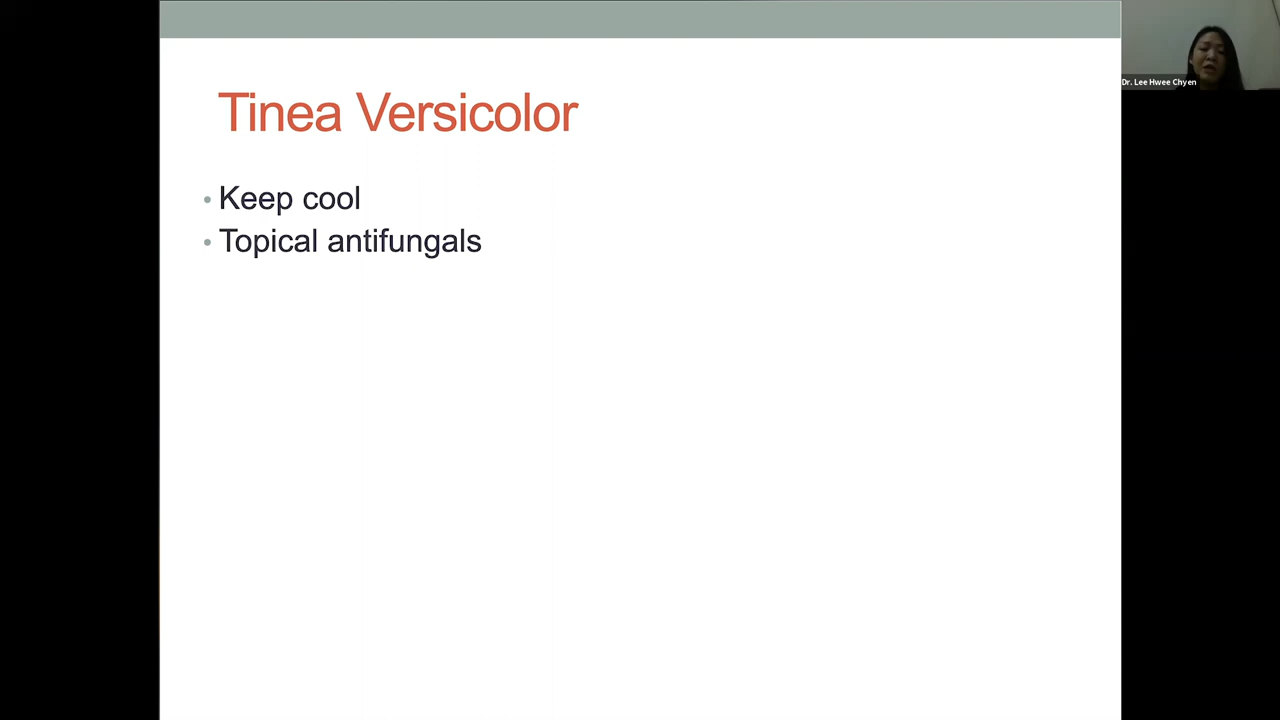 Tinea Versicolor
• Keep cool
• Topical antifungals
Dr. Lee Hwee Chyen